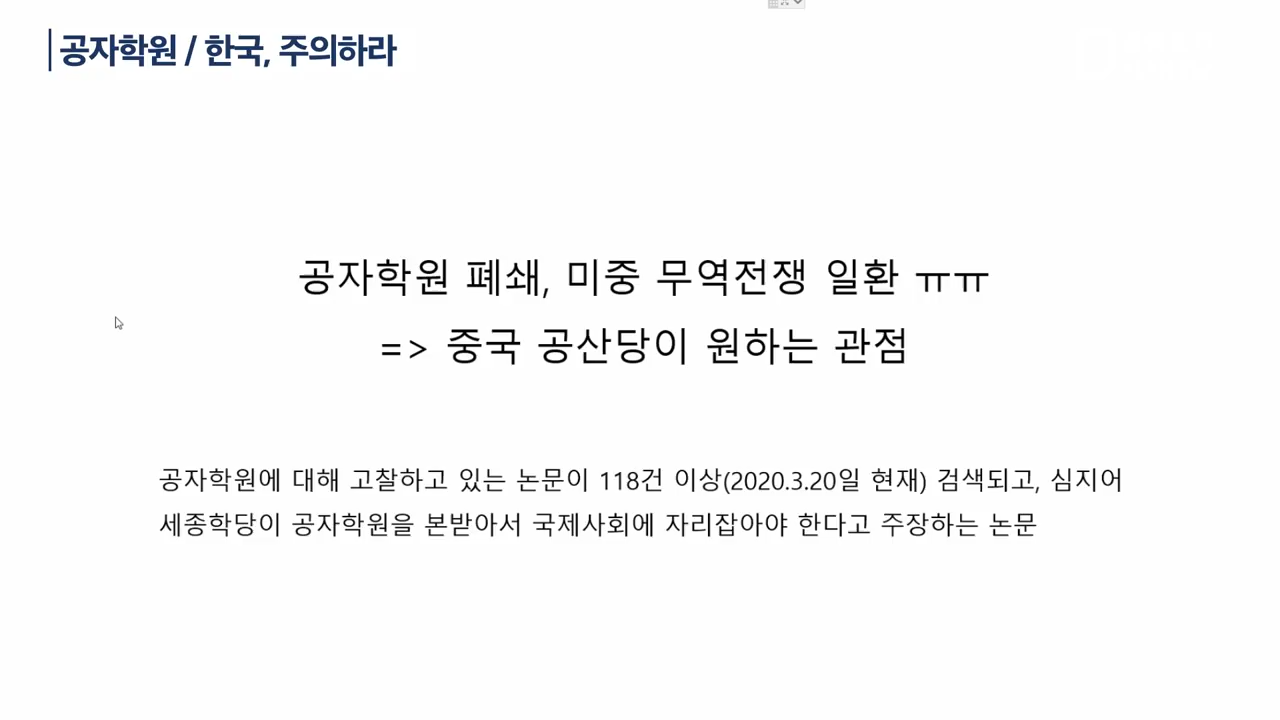 공자학원 / 한국, 주의하라
공자학원 폐쇄, 미중 무역전쟁 일환 ㅠㅠ
=> 중국 공산당이 원하는 관점
공자학원에 대해 고찰하고 있는 논문이 118건 이상(2020.3.20일 현재) 검색되고, 심지어
세종학당이 공자학원을 본받아서 국제사회에 자리잡아야 한다고 주장하는 논문